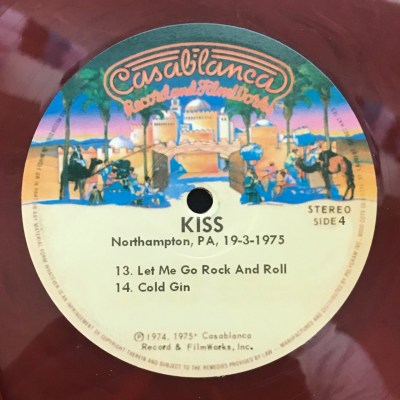 Casablanca
Record and FilmWorks
KISS
STEREO
SIDE 4
Northampton, PA, 19-3-1975
13. Let Me Go Rock And Roll
14. Cold Gin
℗ 1974, 1975* Casablanca
Record & FilmWorks, Inc.